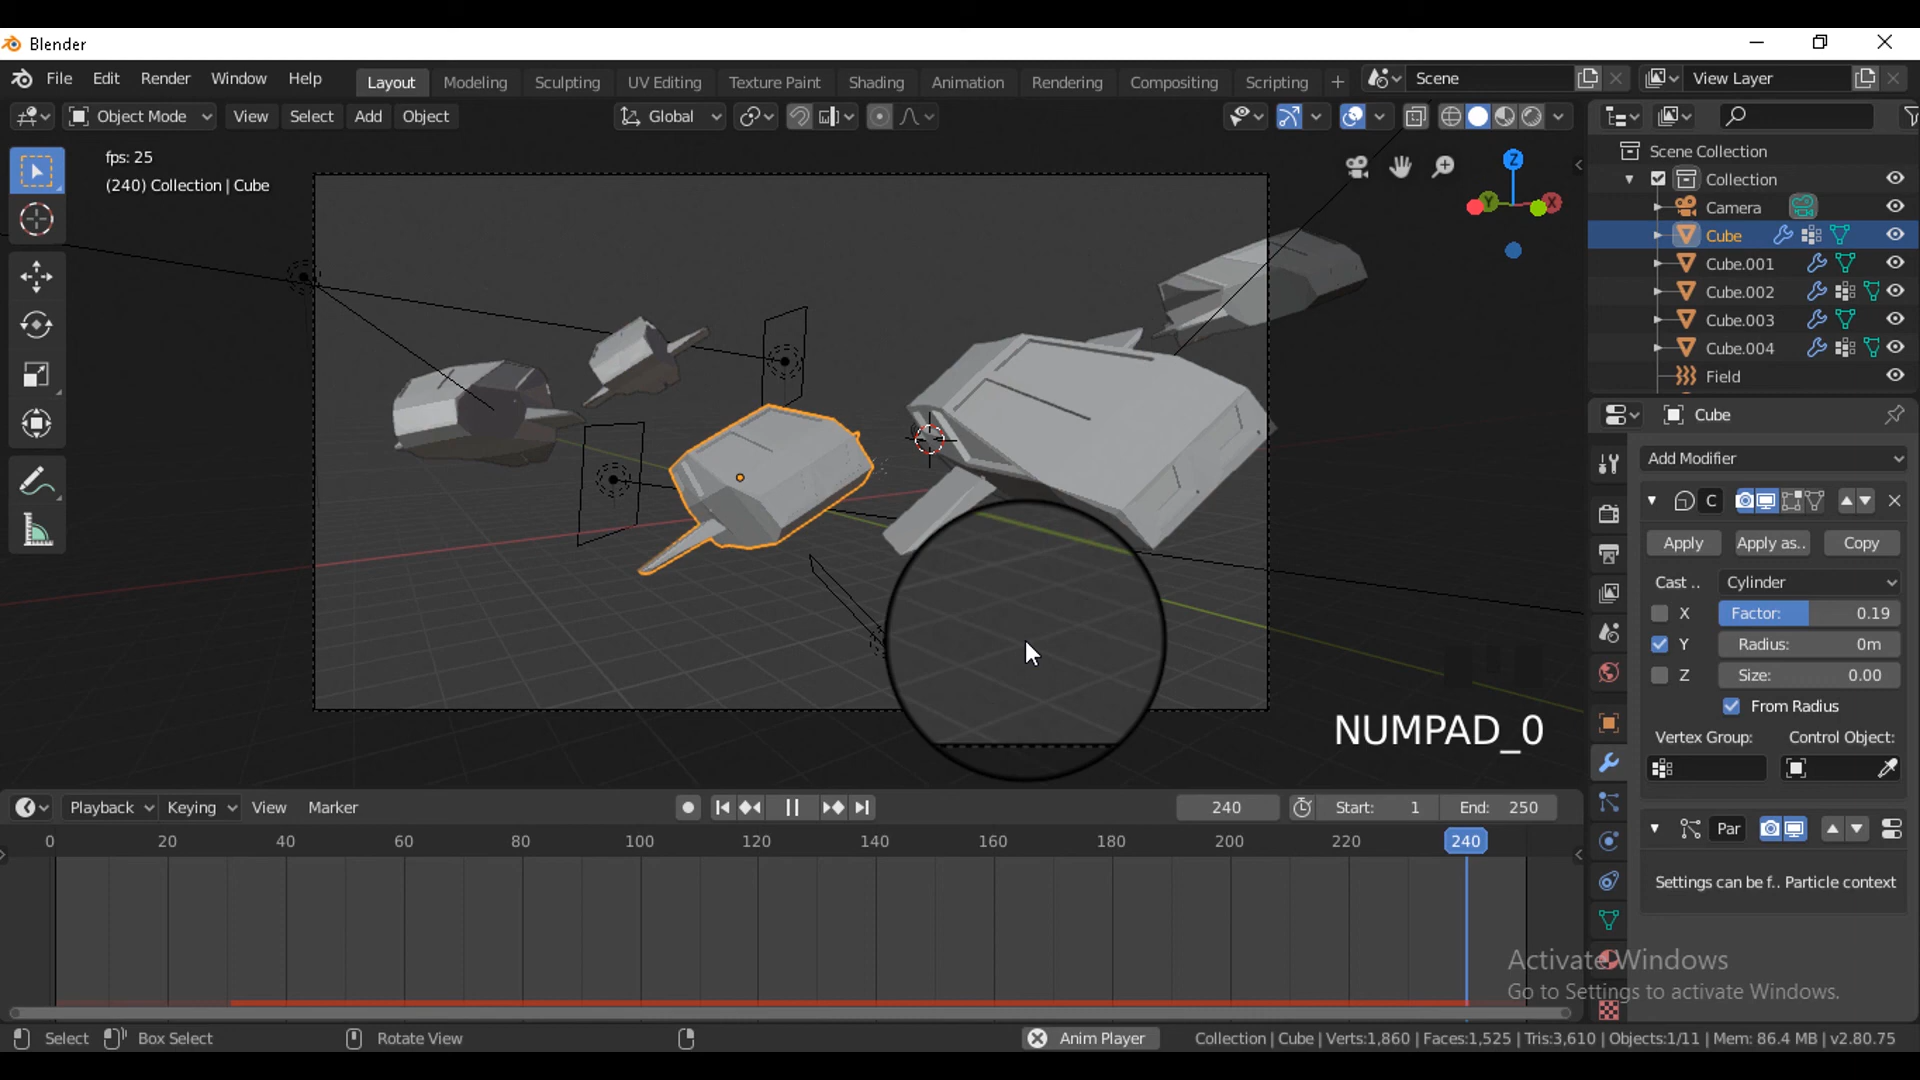 Blender
File Edit Render Window Help Layout Modeling Sculpting UV Editing Texture Paint Shading Animation Rendering Compositing Scripting + Scene View Layer
Object Mode View Select Add Object Global
fps: 25
(240) Collection | Cube
Z
Y X
Scene Collection
Collection
Camera
Cube
Cube.001
Cube.002
Cube.003
Cube.004
Field
Cube
Add Modifier
C
Apply Apply as.. Copy
Cast .. Cylinder
X Factor: 0.19
Y Radius: 0m
Z Size: 0.00
From Radius
Vertex Group: Control Object:
Par
Settings can be f.. Particle context
NUMPAD_0
Playback Keying View Marker 240 Start: 1 End: 250
0 20 40 60 80 100 120 140 160 180 200 220 240
Activate Windows
Go to Settings to activate Windows.
Select Box Select Rotate View Anim Player Collection | Cube | Verts:1,860 | Faces:1,525 | Tris:3,610 | Objects:1/11 | Mem: 86.4 MB | v2.80.75